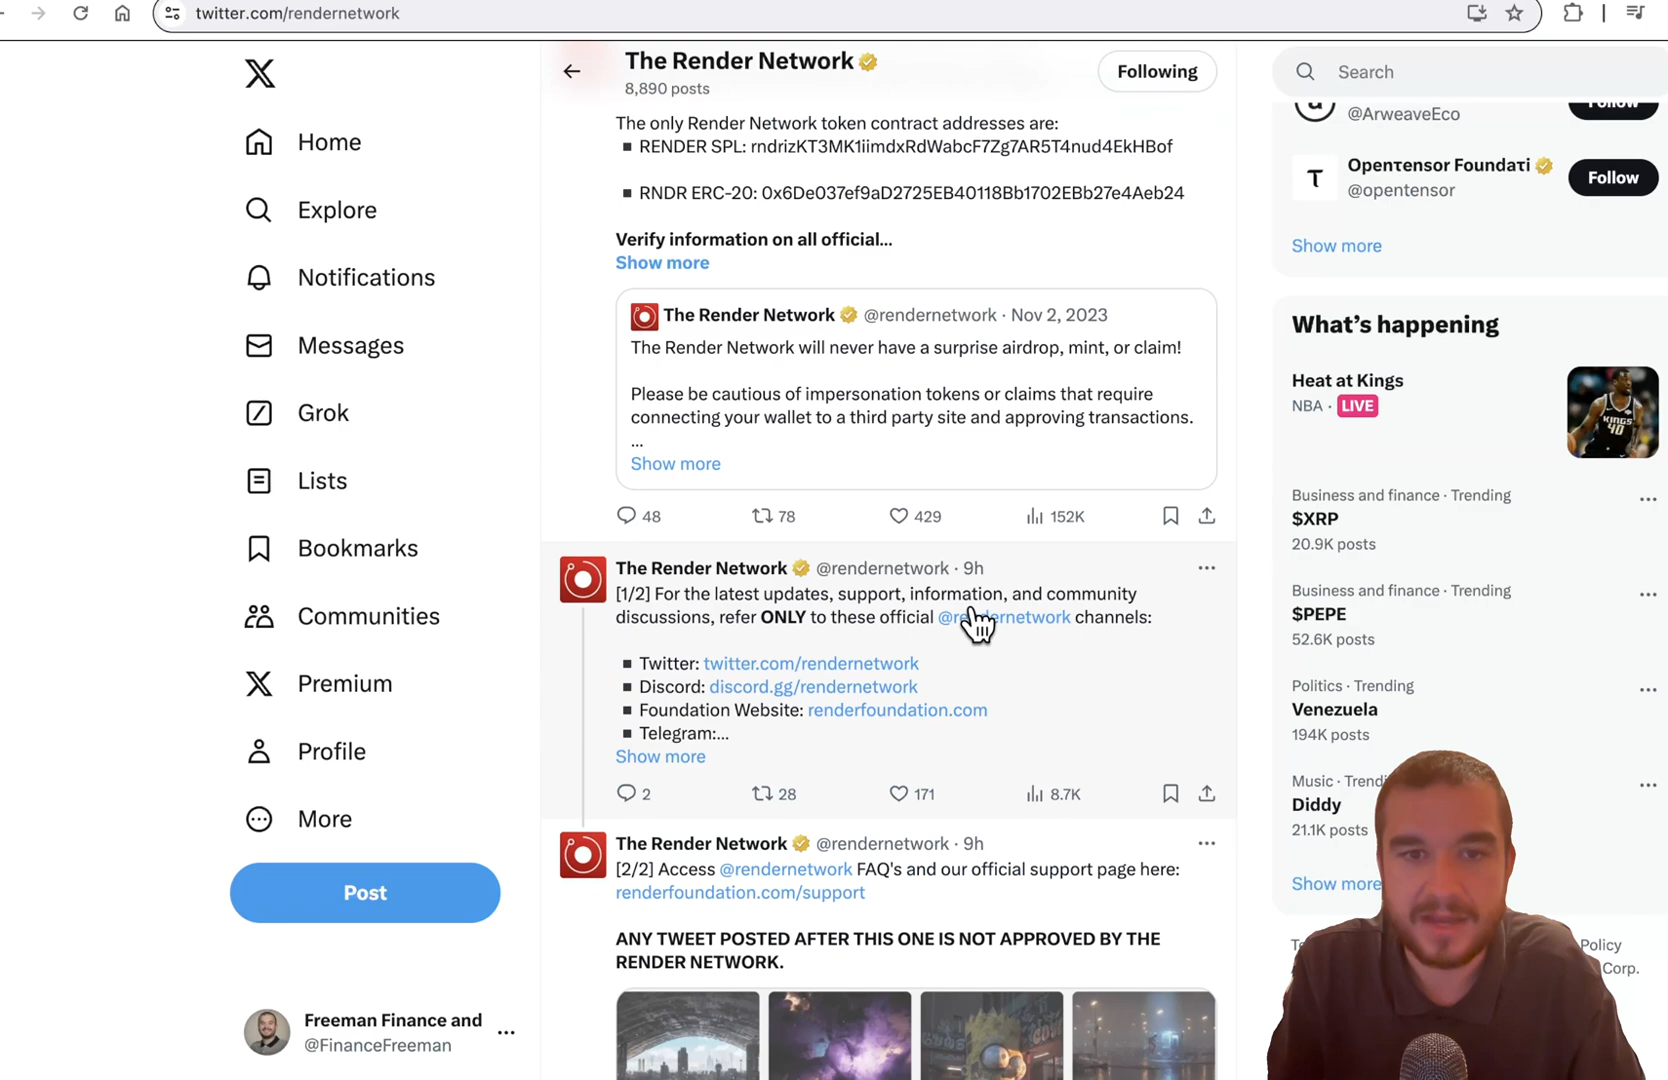 twitter.com/rendernetwork
The Render Network
8,890 posts
Following
Search
X
Home
Explore
Notifications
Messages
Grok
Lists
Bookmarks
Communities
Premium
Profile
More
Post
Freeman Finance and
@FinanceFreeman
The only Render Network token contract addresses are:
▪ RENDER SPL: rndrizKT3MK1iimdxRdWabcF7Zg7AR5T4nud4EkHBof
▪ RNDR ERC-20: 0x6De037ef9aD2725EB40118Bb1702EBb27e4Aeb24
Verify information on all official...
Show more
The Render Network @rendernetwork · Nov 2, 2023
The Render Network will never have a surprise airdrop, mint, or claim!
Please be cautious of impersonation tokens or claims that require
connecting your wallet to a third party site and approving transactions.
...
Show more
48 78 429 152K
The Render Network @rendernetwork · 9h
[1/2] For the latest updates, support, information, and community
discussions, refer ONLY to these official @rendernetwork channels:
▪ Twitter: twitter.com/rendernetwork
▪ Discord: discord.gg/rendernetwork
▪ Foundation Website: renderfoundation.com
▪ Telegram:...
Show more
2 28 171 8.7K
The Render Network @rendernetwork · 9h
[2/2] Access @rendernetwork FAQ's and our official support page here:
renderfoundation.com/support
ANY TWEET POSTED AFTER THIS ONE IS NOT APPROVED BY THE
RENDER NETWORK.
@ArweaveEco
Follow
Openτensor Foundaτi
@opentensor
Follow
Show more
What's happening
Heat at Kings
NBA · LIVE
KINGS
40
Business and finance · Trending
$XRP
20.9K posts
Business and finance · Trending
$PEPE
52.6K posts
Politics · Trending
Venezuela
194K posts
Music · Trendi
Diddy
21.1K posts
Show more
Policy
Corp.